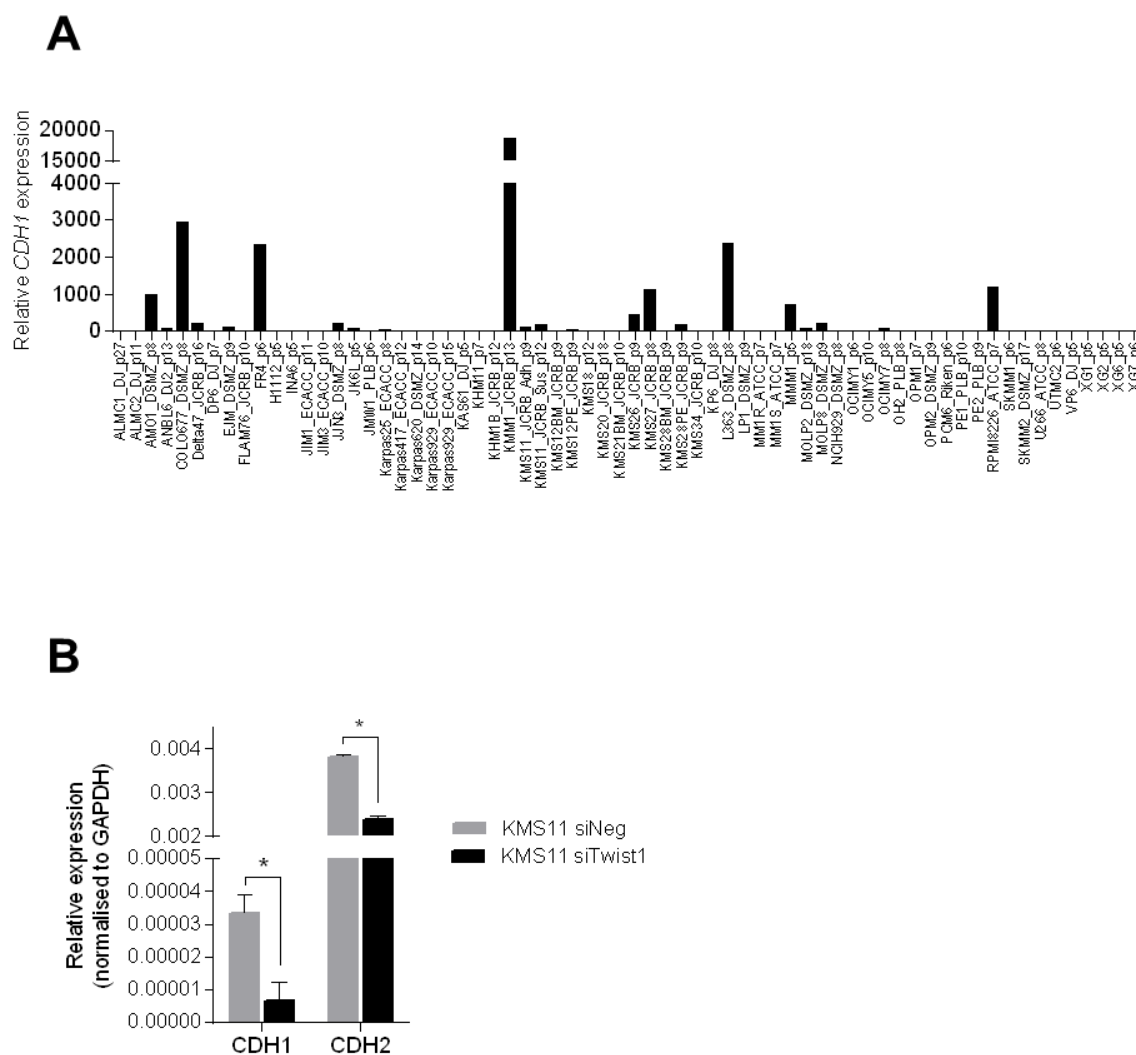 A
Relative CDH1 expression
20000
15000
4000
3000
2000
1000
0
ALMC1_DJ_p27
ALMC2_DJ_p11
AMO1_DSMZ_p8
ANBL6_DJ2_p13
COLO677_DSMZ_p8
Delta47_JCRB_p16
DP6_DJ_p7
EJM_DSMZ_p9
FLAM76_JCRB_p10
FR4_p6
H1112_p5
INA6_p5
JIM1_ECACC_p11
JIM3_ECACC_p10
JJN3_DSMZ_p8
JK6L_p5
JMW1_PLB_p6
Karpas25_ECACC_p8
Karpas417_ECACC_p12
Karpas620_DSMZ_p14
Karpas929_ECACC_p10
Karpas929_ECACC_p15
KAS61_DJ_p5
KHM11_p7
KHM1B_JCRB_p12
KMM1_JCRB_p13
KMS11_JCRB_Adh_p9
KMS11_JCRB_Sus_p12
KMS12BM_JCRB_p9
KMS12PE_JCRB_p9
KMS18_p12
KMS20_JCRB_p18
KMS21BM_JCRB_p10
KMS26_JCRB_p9
KMS27_JCRB_p8
KMS28BM_JCRB_p9
KMS28PE_JCRB_p9
KMS34_JCRB_p10
KP6_DJ_p8
L363_DSMZ_p8
LP1_DSMZ_p7
MM1R_ATCC_p7
MM1S_ATCC_p7
MMM1_p5
MOLP2_DSMZ_p18
MOLP8_DSMZ_p9
NCIH929_DSMZ_p8
OCIMY1_p6
OCIMY5_p10
OCIMY7_p8
OH2_PLB_p8
OPM1_p7
OPM2_DSMZ_p9
PCM6_Riken_p6
PE1_PLB_p10
PE2_PLB_p9
RPMI8226_ATCC_p7
SKMM1_p6
SKMM2_DSMZ_p17
U266_ATCC_p8
UTMC2_p6
VP6_DJ_p5
XG1_p5
XG2_p5
XG6_p5
XG7_p6
B
Relative expression
(normalised to GAPDH)
0.004
0.003
0.002
0.00005
0.00004
0.00003
0.00002
0.00001
0.00000
*
*
CDH1
CDH2
KMS11 siNeg
KMS11 siTwist1